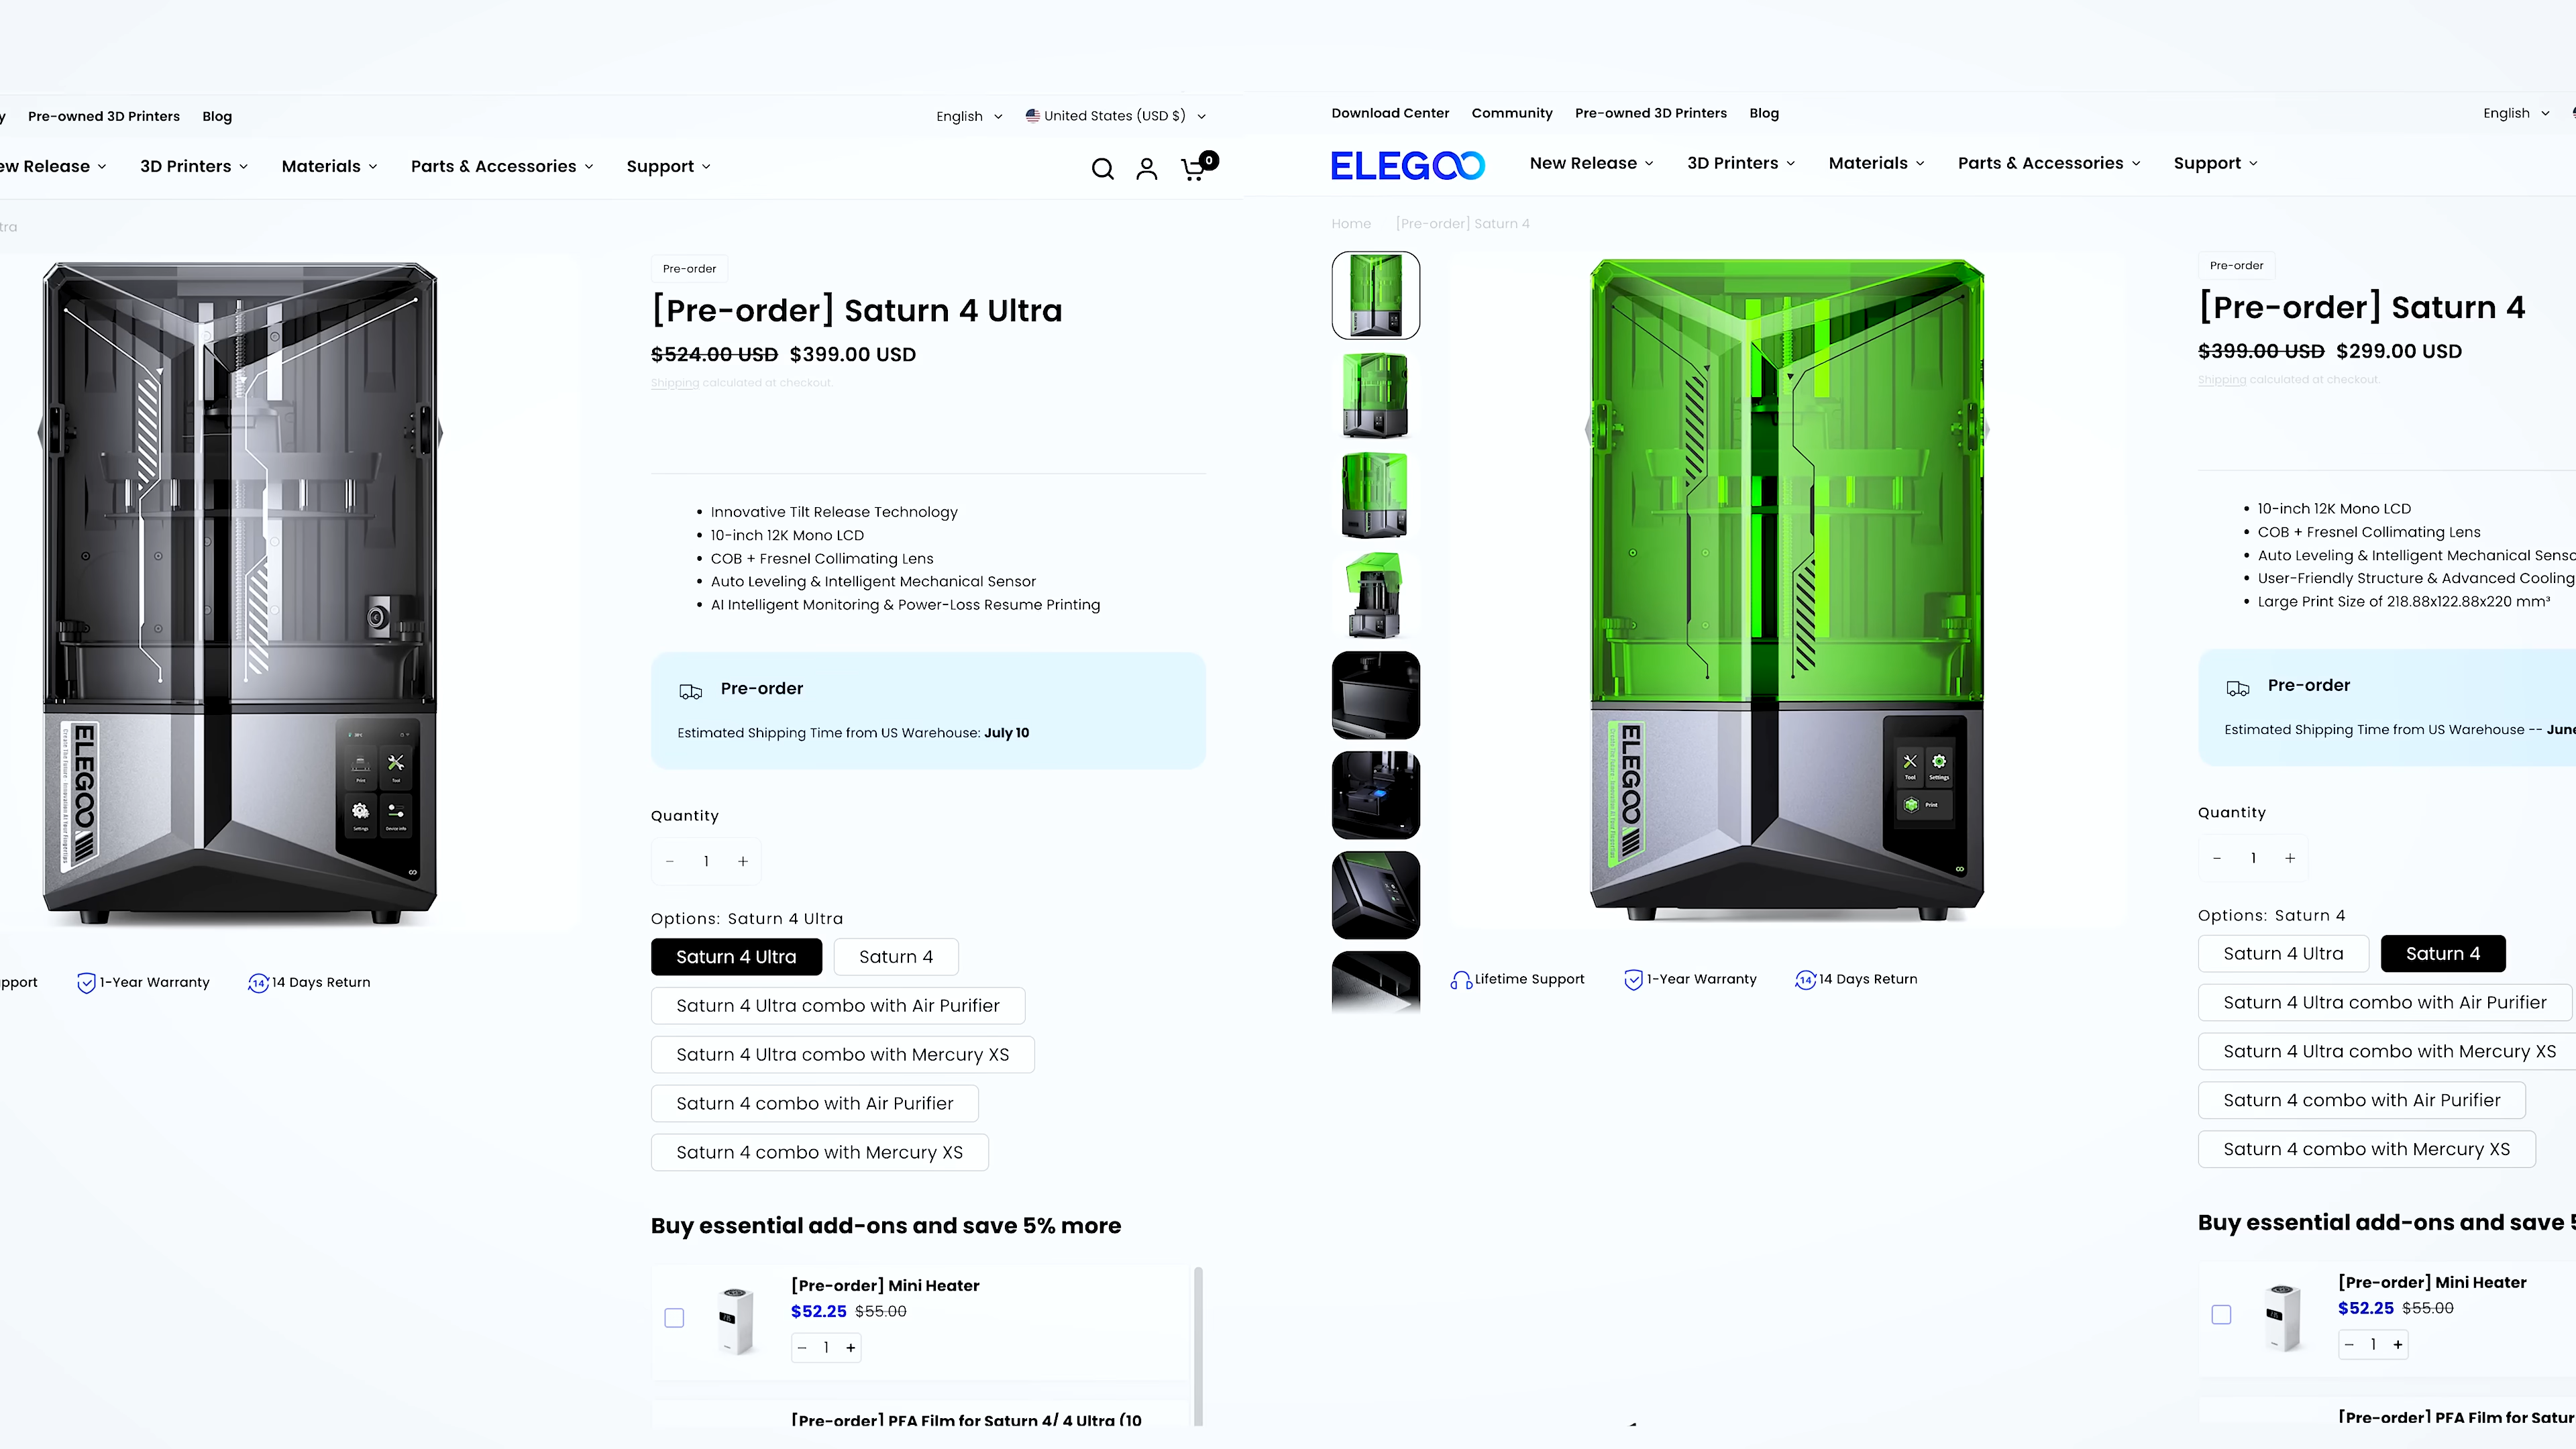 Pre-owned 3D Printers Blog
English United States (USD $)
ew Release 3D Printers Materials Parts & Accessories Support
0
tra
Pre-order
[Pre-order] Saturn 4 Ultra
$524.00 USD $399.00 USD
Shipping calculated at checkout.
Innovative Tilt Release Technology
10-inch 12K Mono LCD
COB + Fresnel Collimating Lens
Auto Leveling & Intelligent Mechanical Sensor
AI Intelligent Monitoring & Power-Loss Resume Printing
Pre-order
Estimated Shipping Time from US Warehouse: July 10
ELEGOO
Print Tool
Settings Device info
Quantity
− 1 +
Options: Saturn 4 Ultra
Saturn 4 Ultra Saturn 4
Saturn 4 Ultra combo with Air Purifier
Saturn 4 Ultra combo with Mercury XS
Saturn 4 combo with Air Purifier
Saturn 4 combo with Mercury XS
pport 1-Year Warranty 14 14 Days Return
Buy essential add-ons and save 5% more
[Pre-order] Mini Heater
$52.25 $55.00
− 1 +
[Pre-order] PFA Film for Saturn 4/ 4 Ultra (10
Download Center Community Pre-owned 3D Printers Blog
English
ELEGOO New Release 3D Printers Materials Parts & Accessories Support
Home [Pre-order] Saturn 4
Pre-order
[Pre-order] Saturn 4
$399.00 USD $299.00 USD
Shipping calculated at checkout.
10-inch 12K Mono LCD
COB + Fresnel Collimating Lens
Auto Leveling & Intelligent Mechanical Senso
User-Friendly Structure & Advanced Cooling
Large Print Size of 218.88x122.88x220 mm³
Pre-order
Estimated Shipping Time from US Warehouse -- June
ELEGOO
Tool Settings
Print
Quantity
− 1 +
Options: Saturn 4
Saturn 4 Ultra Saturn 4
Saturn 4 Ultra combo with Air Purifier
Saturn 4 Ultra combo with Mercury XS
Saturn 4 combo with Air Purifier
Saturn 4 combo with Mercury XS
Lifetime Support 1-Year Warranty 14 14 Days Return
Buy essential add-ons and save 5
[Pre-order] Mini Heater
$52.25 $55.00
− 1 +
[Pre-order] PFA Film for Satur